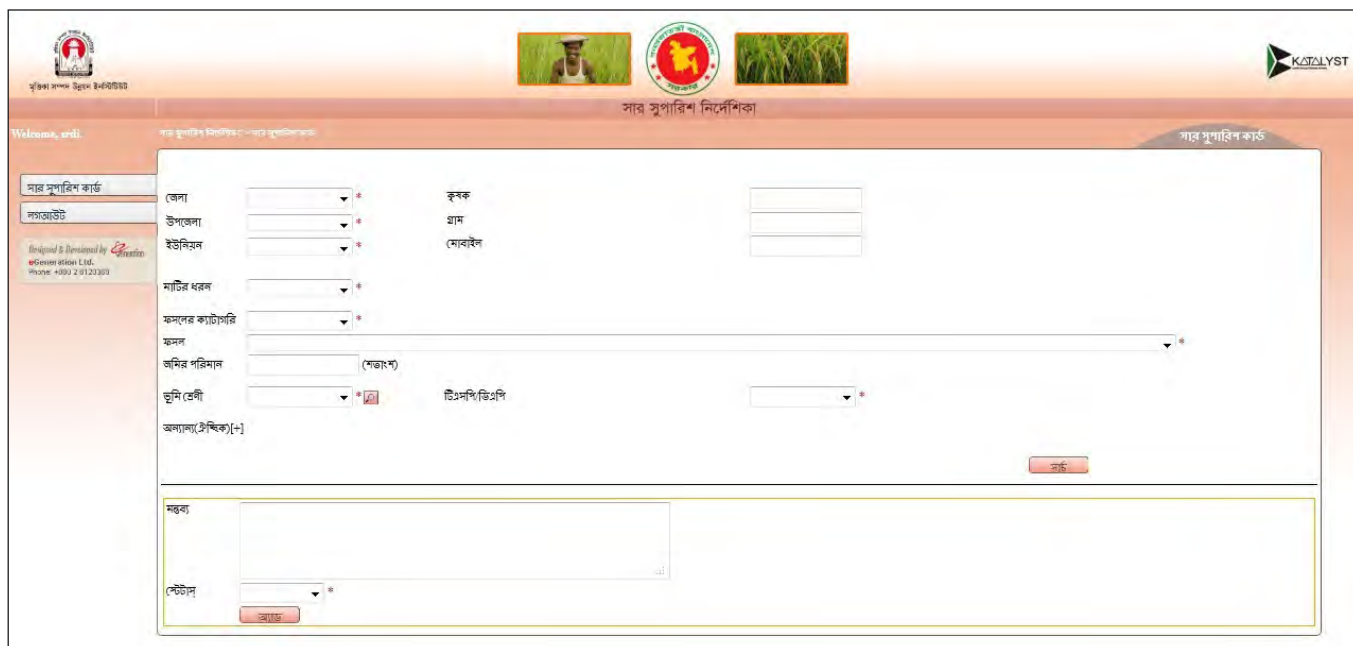 মৃত্তিকা সম্পদ উন্নয়ন ইনস্টিটিউট
KATALYST
সার সুপারিশ নির্দেশিকা
Welcome, srdi.
সার সুপারিশ কার্ড
সার সুপারিশ কার্ড
লগআউট
Designed & Developed by
eGeneration Ltd.
জেলা * কৃষক
উপজেলা * গ্রাম
ইউনিয়ন * মোবাইল
মাটির ধরন *
ফসলের ক্যাটাগরি *
ফসল *
জমির পরিমান (শতাংশ)
ভূমি শ্রেণী * টিএসপি/ডিএপি *
অন্যান্য(ঐচ্ছিক)[+]
সার্চ
মন্তব্য
স্টেটাস *
অ্যাড